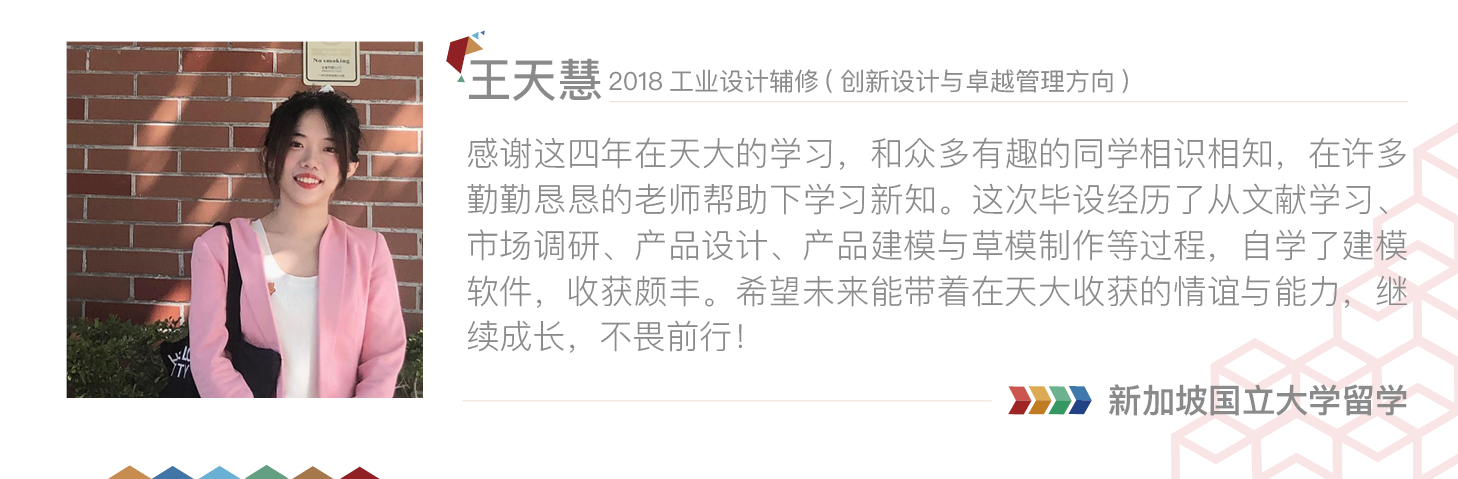 No smoking
王天慧 2018 工业设计辅修 ( 创新设计与卓越管理方向 )
感谢这四年在天大的学习，和众多有趣的同学相识相知，在许多
勤勤恳恳的老师帮助下学习新知。这次毕设经历了从文献学习、
市场调研、产品设计、产品建模与草模制作等过程，自学了建模
软件，收获颇丰。希望未来能带着在天大收获的情谊与能力，继
续成长，不畏前行！
新加坡国立大学留学